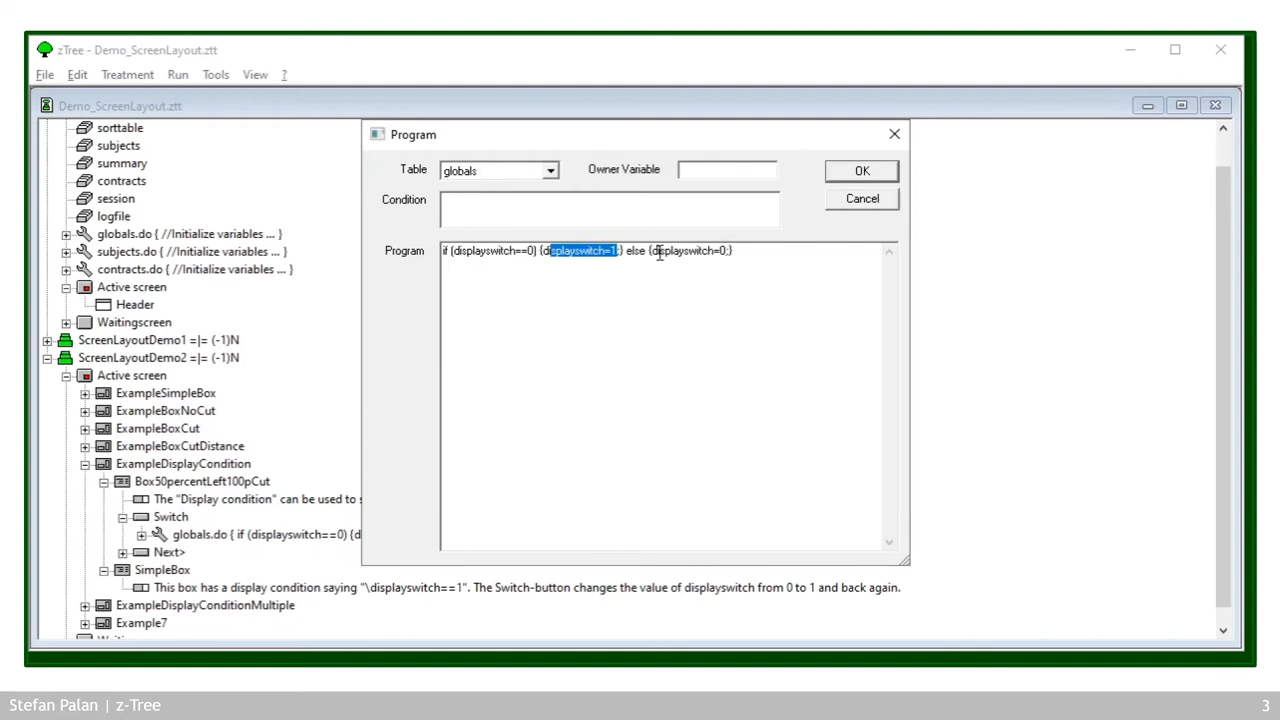 zTree - Demo_ScreenLayout.ztt
File Edit Treatment Run Tools View ?
Demo_ScreenLayout.ztt
sorttable
subjects
summary
contracts
session
logfile
globals.do { //Initialize variables ... }
subjects.do { //Initialize variables ... }
contracts.do { //Initialize variables ... }
Active screen
Header
Waitingscreen
ScreenLayoutDemo1 =|= (-1)N
ScreenLayoutDemo2 =|= (-1)N
Active screen
ExampleSimpleBox
ExampleBoxNoCut
ExampleBoxCut
ExampleBoxCutDistance
ExampleDisplayCondition
Box50percentLeft100pCut
The "Display condition" can be used to s
Switch
globals.do { if (displayswitch==0) {d
Next>
SimpleBox
This box has a display condition saying "\displayswitch==1". The Switch-button changes the value of displayswitch from 0 to 1 and back again.
ExampleDisplayConditionMultiple
Example7
Program
Table globals Owner Variable OK
Condition Cancel
Program if (displayswitch==0) {displayswitch=1;} else {displayswitch=0;}
Stefan Palan | z-Tree 3